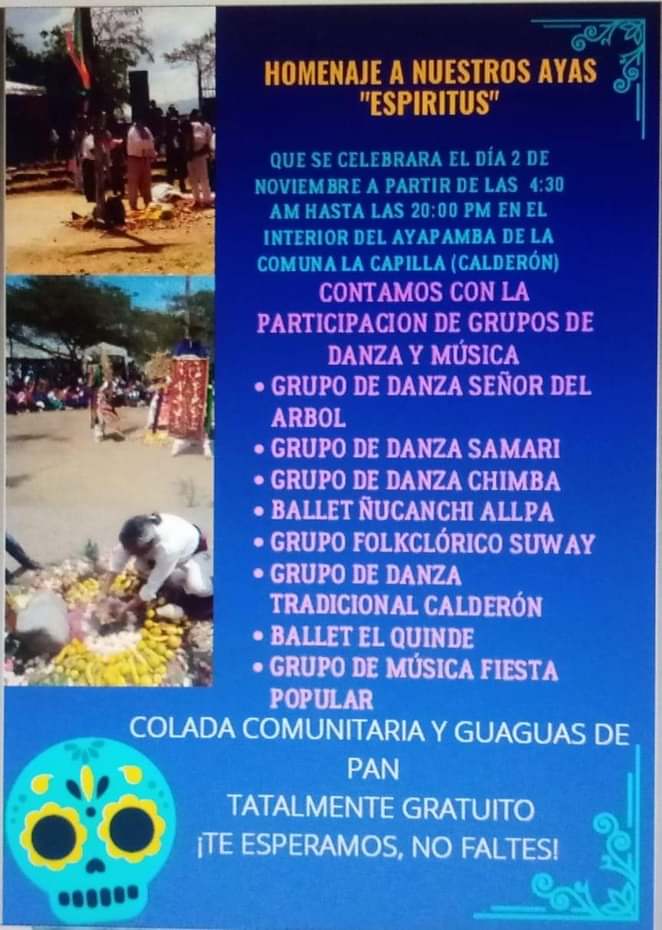 HOMENAJE A NUESTROS AYAS
"ESPIRITUS"
QUE SE CELEBRARA EL DÍA 2 DE
NOVIEMBRE A PARTIR DE LAS 4:30
AM HASTA LAS 20:00 PM EN EL
INTERIOR DEL AYAPAMBA DE LA
COMUNA LA CAPILLA (CALDERÓN)
CONTAMOS CON LA
PARTICIPACION DE GRUPOS DE
DANZA Y MÚSICA
• GRUPO DE DANZA SEÑOR DEL
ARBOL
• GRUPO DE DANZA SAMARI
• GRUPO DE DANZA CHIMBA
• BALLET ÑUCANCHI ALLPA
• GRUPO FOLKCLÓRICO SUWAY
• GRUPO DE DANZA
TRADICIONAL CALDERÓN
• BALLET EL QUINDE
• GRUPO DE MÚSICA FIESTA
POPULAR
COLADA COMUNITARIA Y GUAGUAS DE
PAN
TATALMENTE GRATUITO
¡TE ESPERAMOS, NO FALTES!